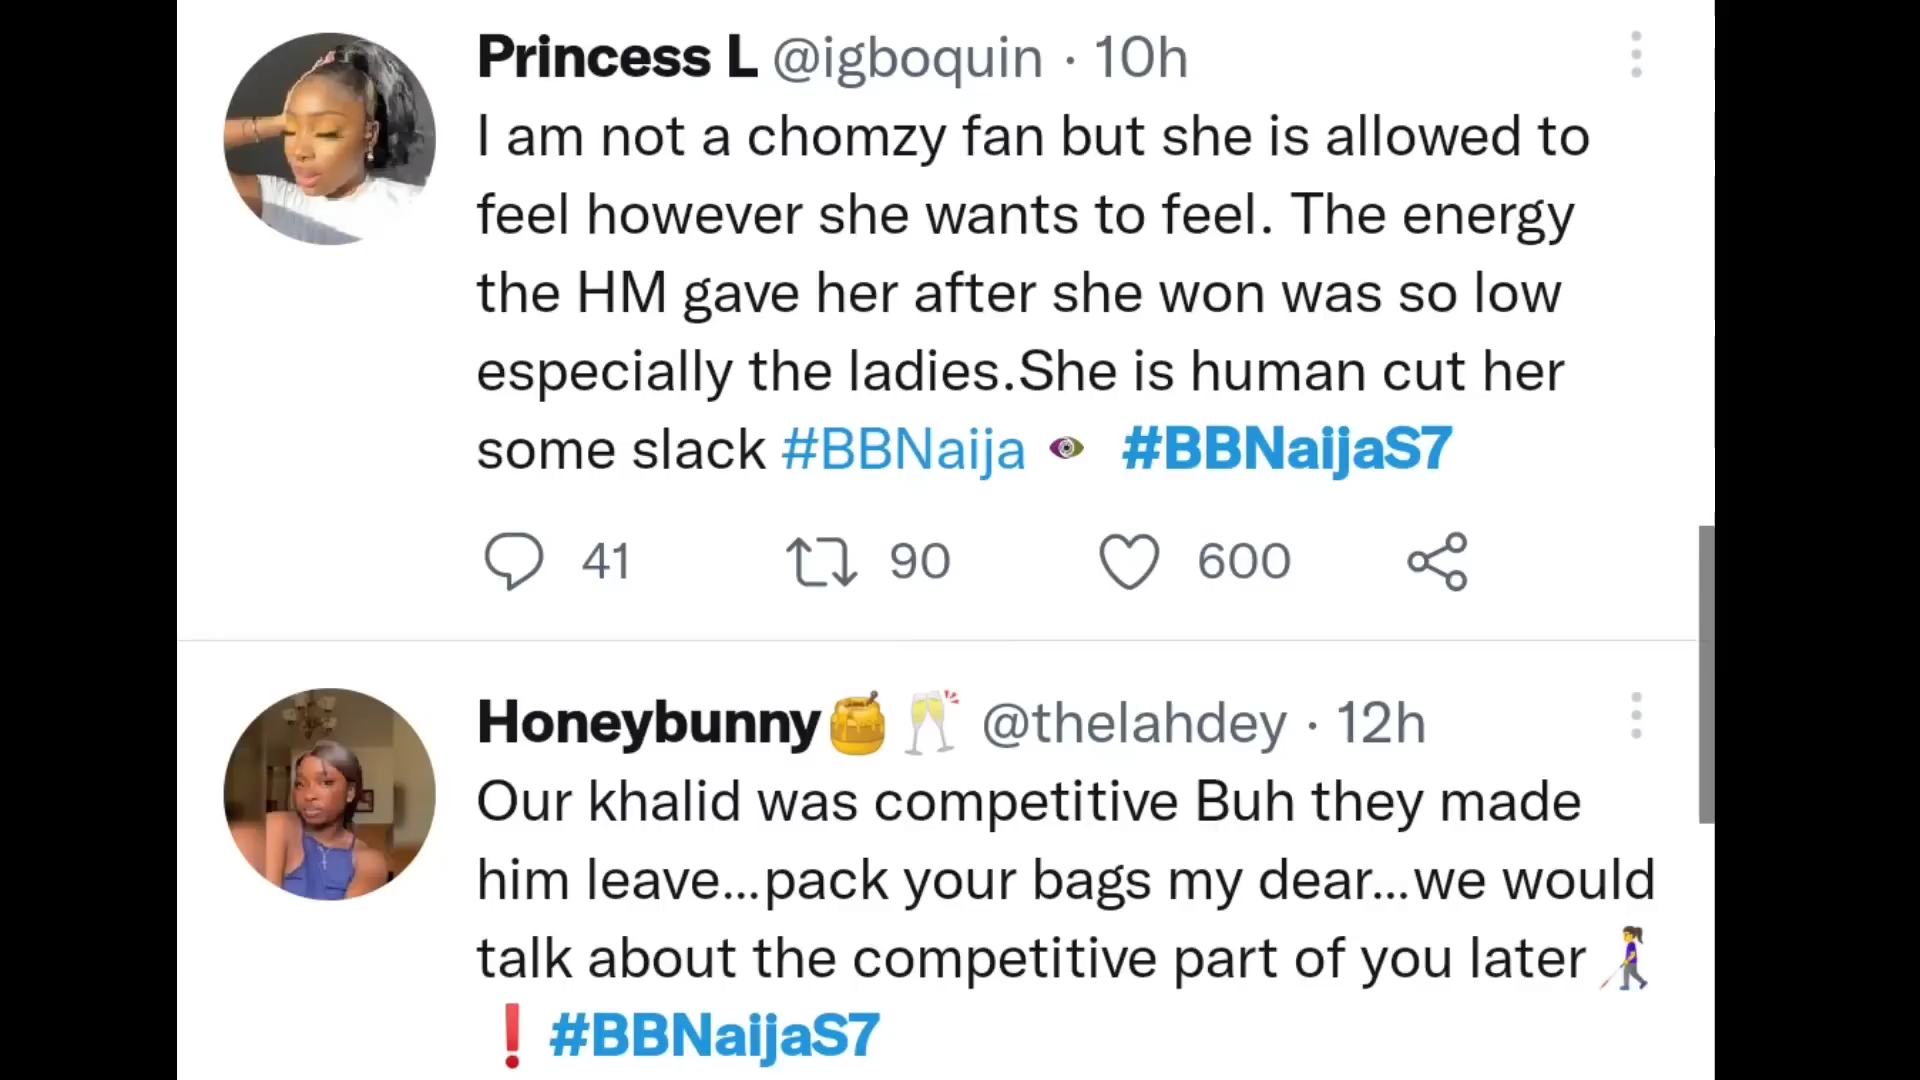 Princess L @igboquin · 10h
I am not a chomzy fan but she is allowed to
feel however she wants to feel. The energy
the HM gave her after she won was so low
especially the ladies.She is human cut her
some slack #BBNaija #BBNaijaS7
41 90 600
Honeybunny🍯🥂 @thelahdey · 12h
Our khalid was competitive Buh they made
him leave...pack your bags my dear...we would
talk about the competitive part of you later 👩‍🦯
❗ #BBNaijaS7